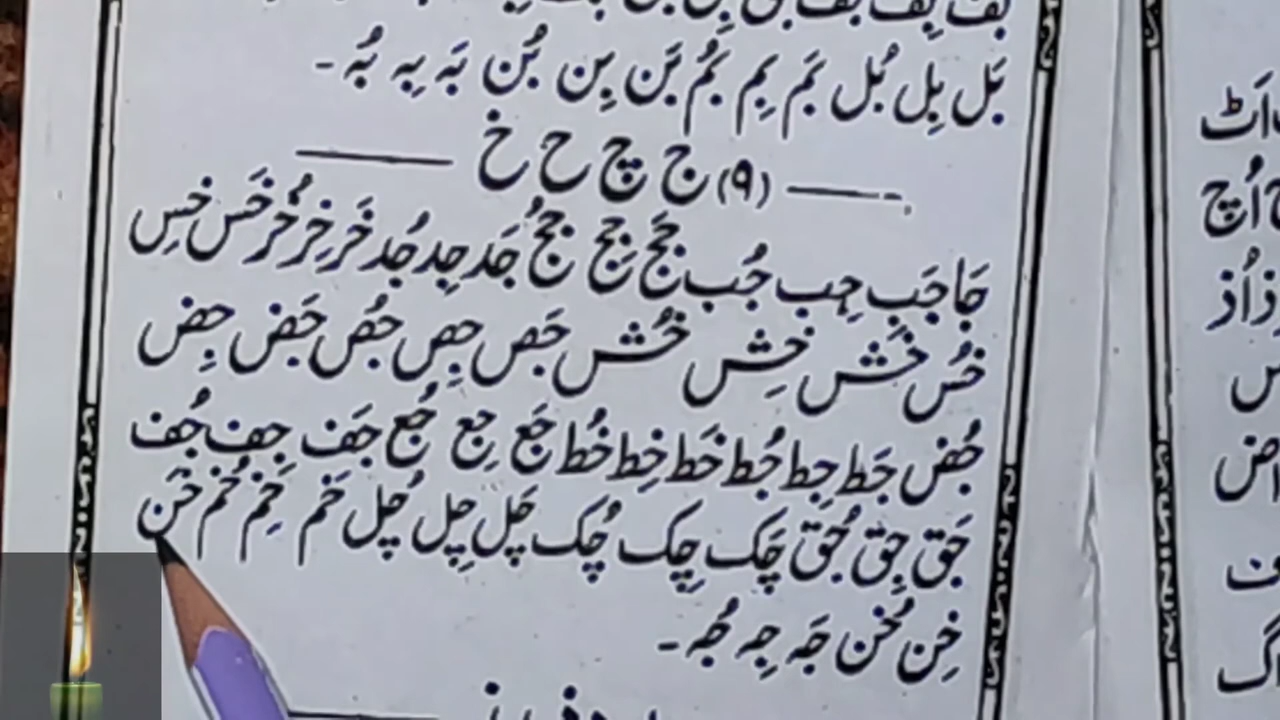 بَل بِل بُل بَم بِم بُم بَن بِن بُن بَہ بِہ بُہ ۔
(۹) ج چ ح خ
جَا جَب جِب جُب جَج جِج جُج جَد جِد جُد خَر خِر خُر خَس خِس
خُس خَش خِش خُش جَص جِص جُص جَض جِض
جُض جَط جِط جُط خَط خِط خُط جَع جِع جُع جَف جِف جُف
جَق جِق جُق چَک چِک چُک چَل چِل چُل خَم خِم خُم خَن
خِن خُن جَہ جِہ جُہ ۔